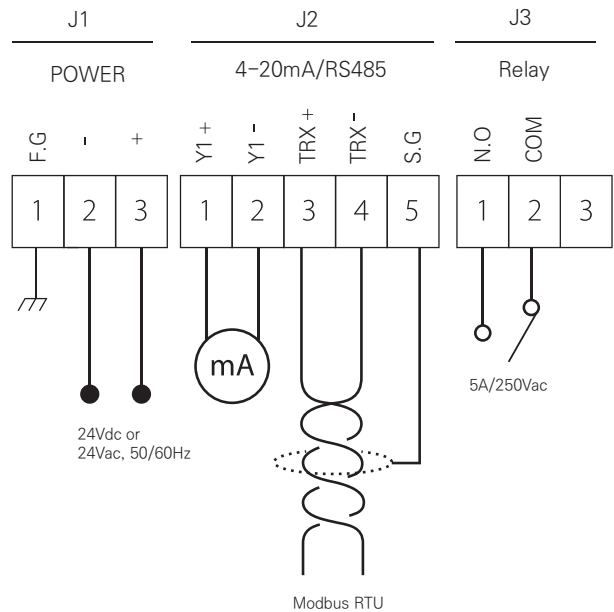 J1 J2 J3
POWER 4-20mA/RS485 Relay
F.G - + Y1 + Y1 - TRX + TRX - S.G N.O COM
1 2 3 1 2 3 4 5 1 2 3
mA
5A/250Vac
24Vdc or
24Vac, 50/60Hz
Modbus RTU